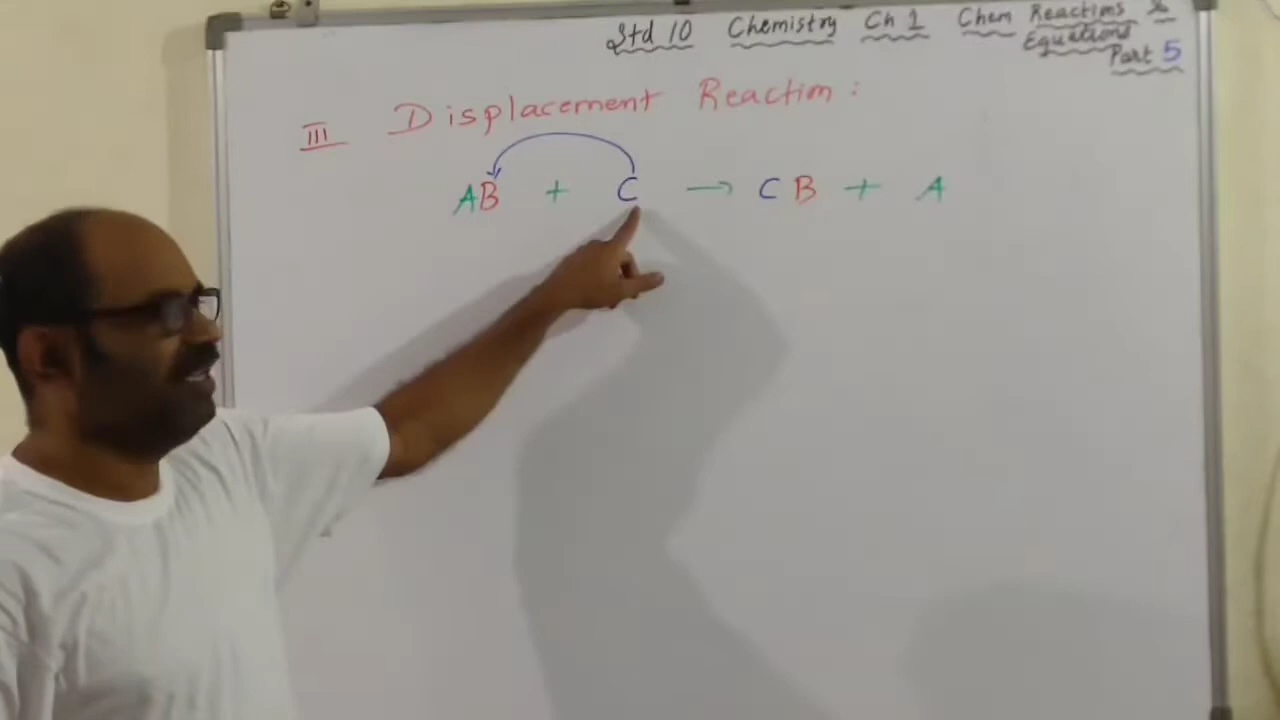 Std 10 Chemistry Ch 1 Chem Reactions &
Equations
Part 5
III Displacement Reaction :
AB + C → CB + A